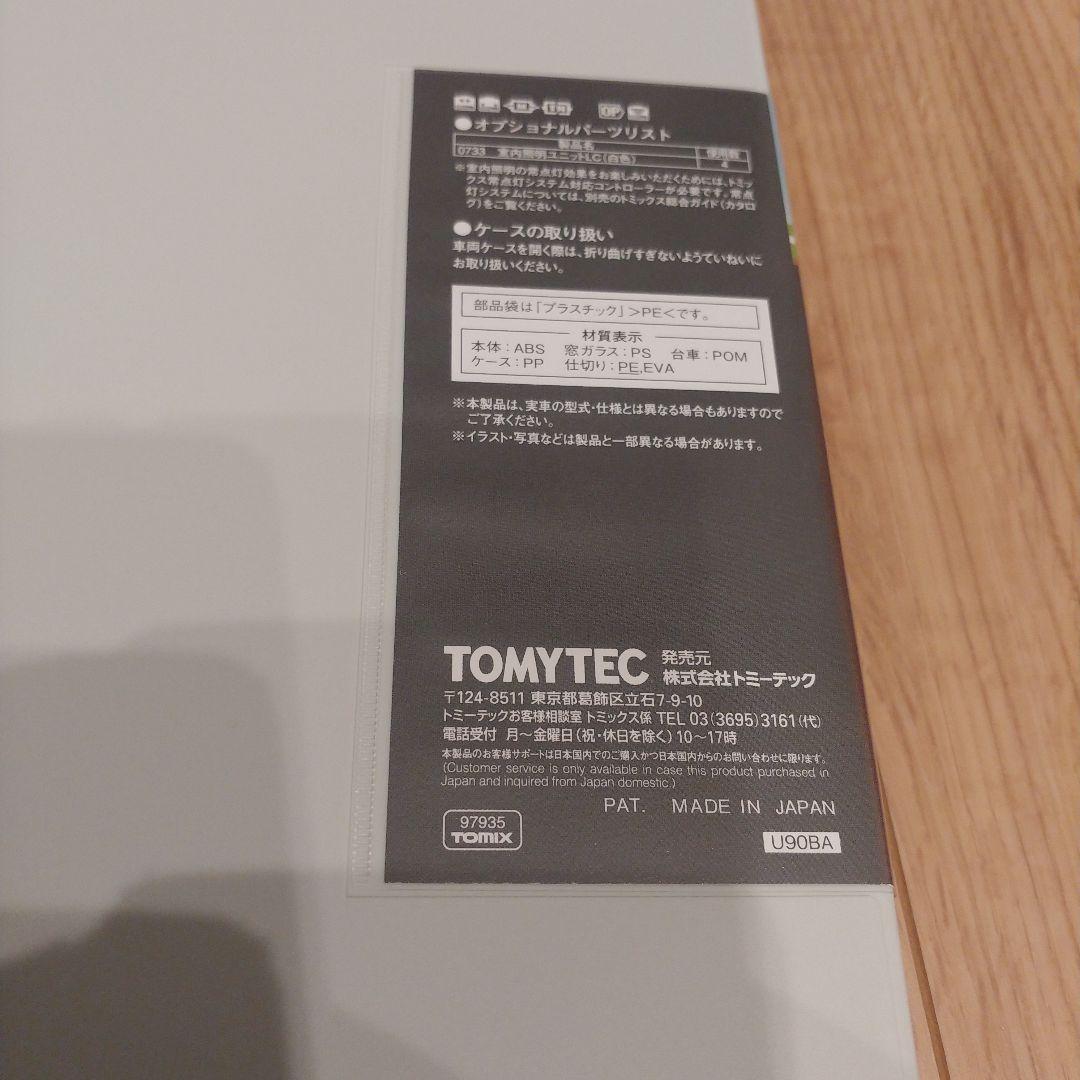 ●オプショナルパーツリスト
製品名 使用数
0733 室内照明ユニットLC(白色) 4
※室内照明の常点灯効果をお楽しみいただくためには、トミッ
クス常点灯システム対応コントローラーが必要です。常点
灯システムについては、別売のトミックス総合ガイド(カタロ
グ)をご覧ください。
●ケースの取り扱い
車両ケースを開く際は、折り曲げすぎないようていねいに
お取り扱いください。
部品袋は「プラスチック」>PE<です。
材質表示
本体:ABS 窓ガラス:PS 台車:POM
ケース:PP 仕切り:PE,EVA
※本製品は、実車の型式・仕様とは異なる場合もありますので
ご了承ください。
※イラスト・写真などは製品と一部異なる場合があります。
TOMYTEC 発売元
株式会社トミーテック
〒124-8511 東京都葛飾区立石7-9-10
トミーテックお客様相談室 トミックス係 TEL 03(3695)3161(代)
電話受付 月~金曜日(祝・休日を除く)10~17時
本製品のお客様サポートは日本国内でのご購入かつ日本国内からのお問い合わせに限ります。
(Customer service is only available in case this product purchased in
Japan and inquired from Japan domestic.)
PAT. MADE IN JAPAN
97935
TOMIX
U90BA